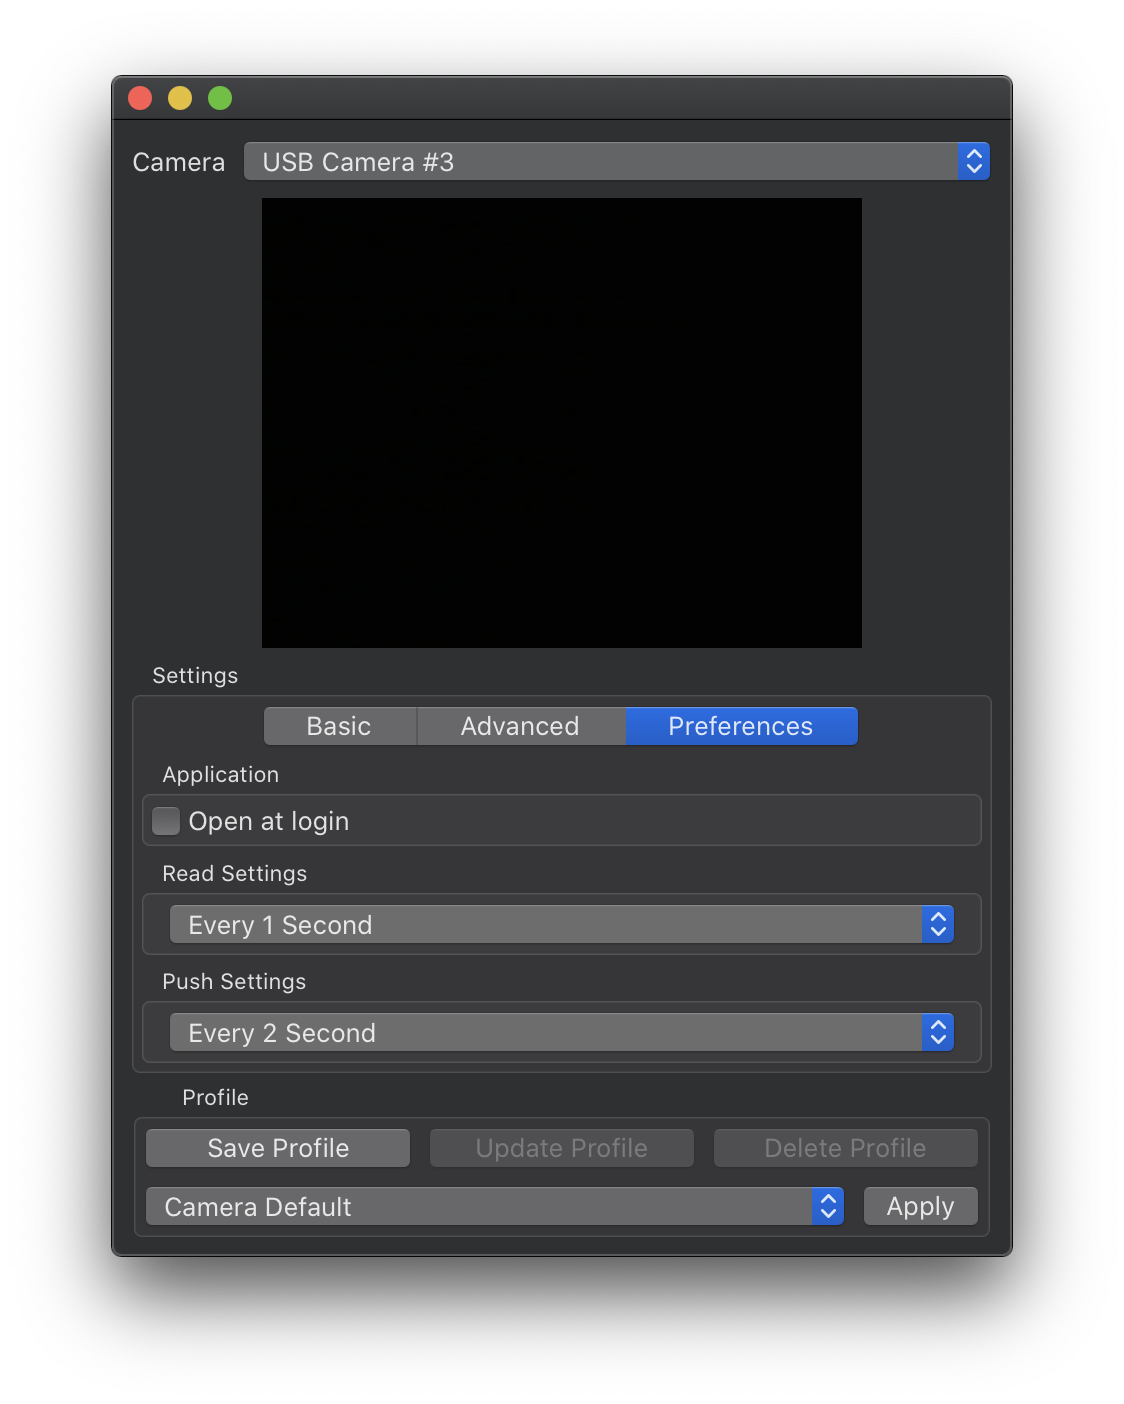 Camera USB Camera #3
Settings
Basic Advanced Preferences
Application
Open at login
Read Settings
Every 1 Second
Push Settings
Every 2 Second
Profile
Save Profile Update Profile Delete Profile
Camera Default Apply